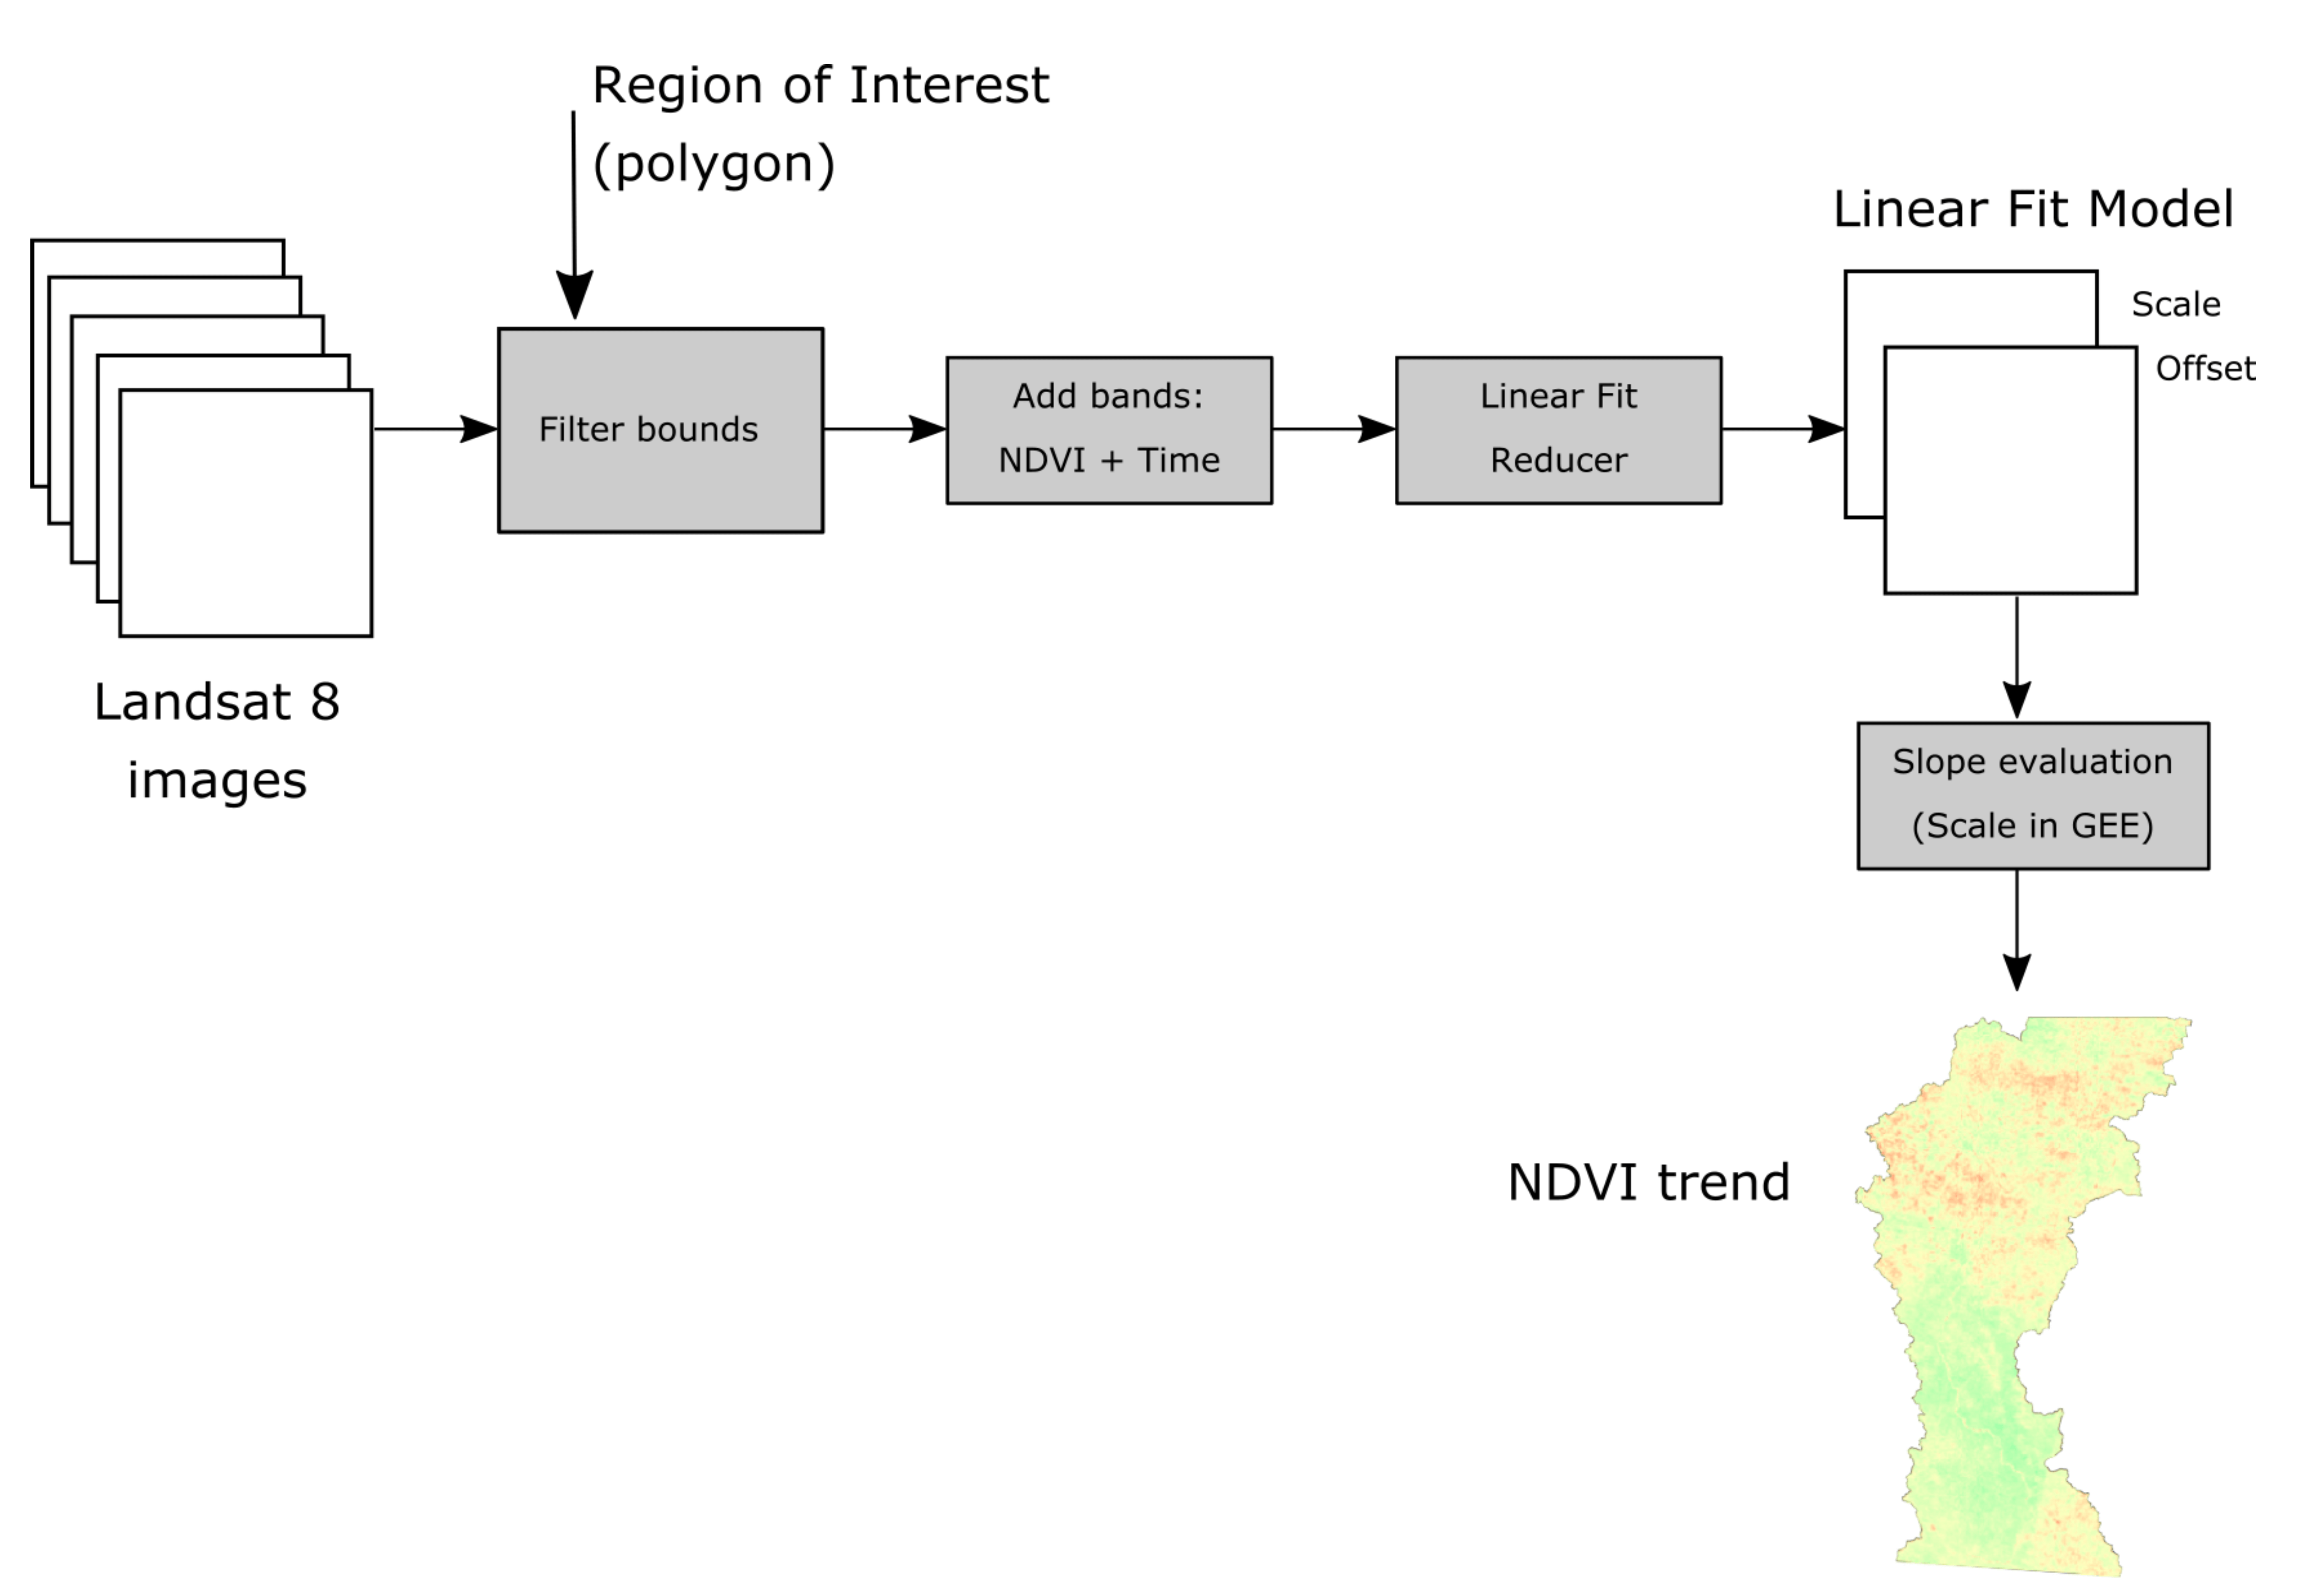 Region of Interest
(polygon)
Linear Fit Model
Scale
Offset
Filter bounds
Add bands:
NDVI + Time
Linear Fit
Reducer
Landsat 8
images
Slope evaluation
(Scale in GEE)
NDVI trend